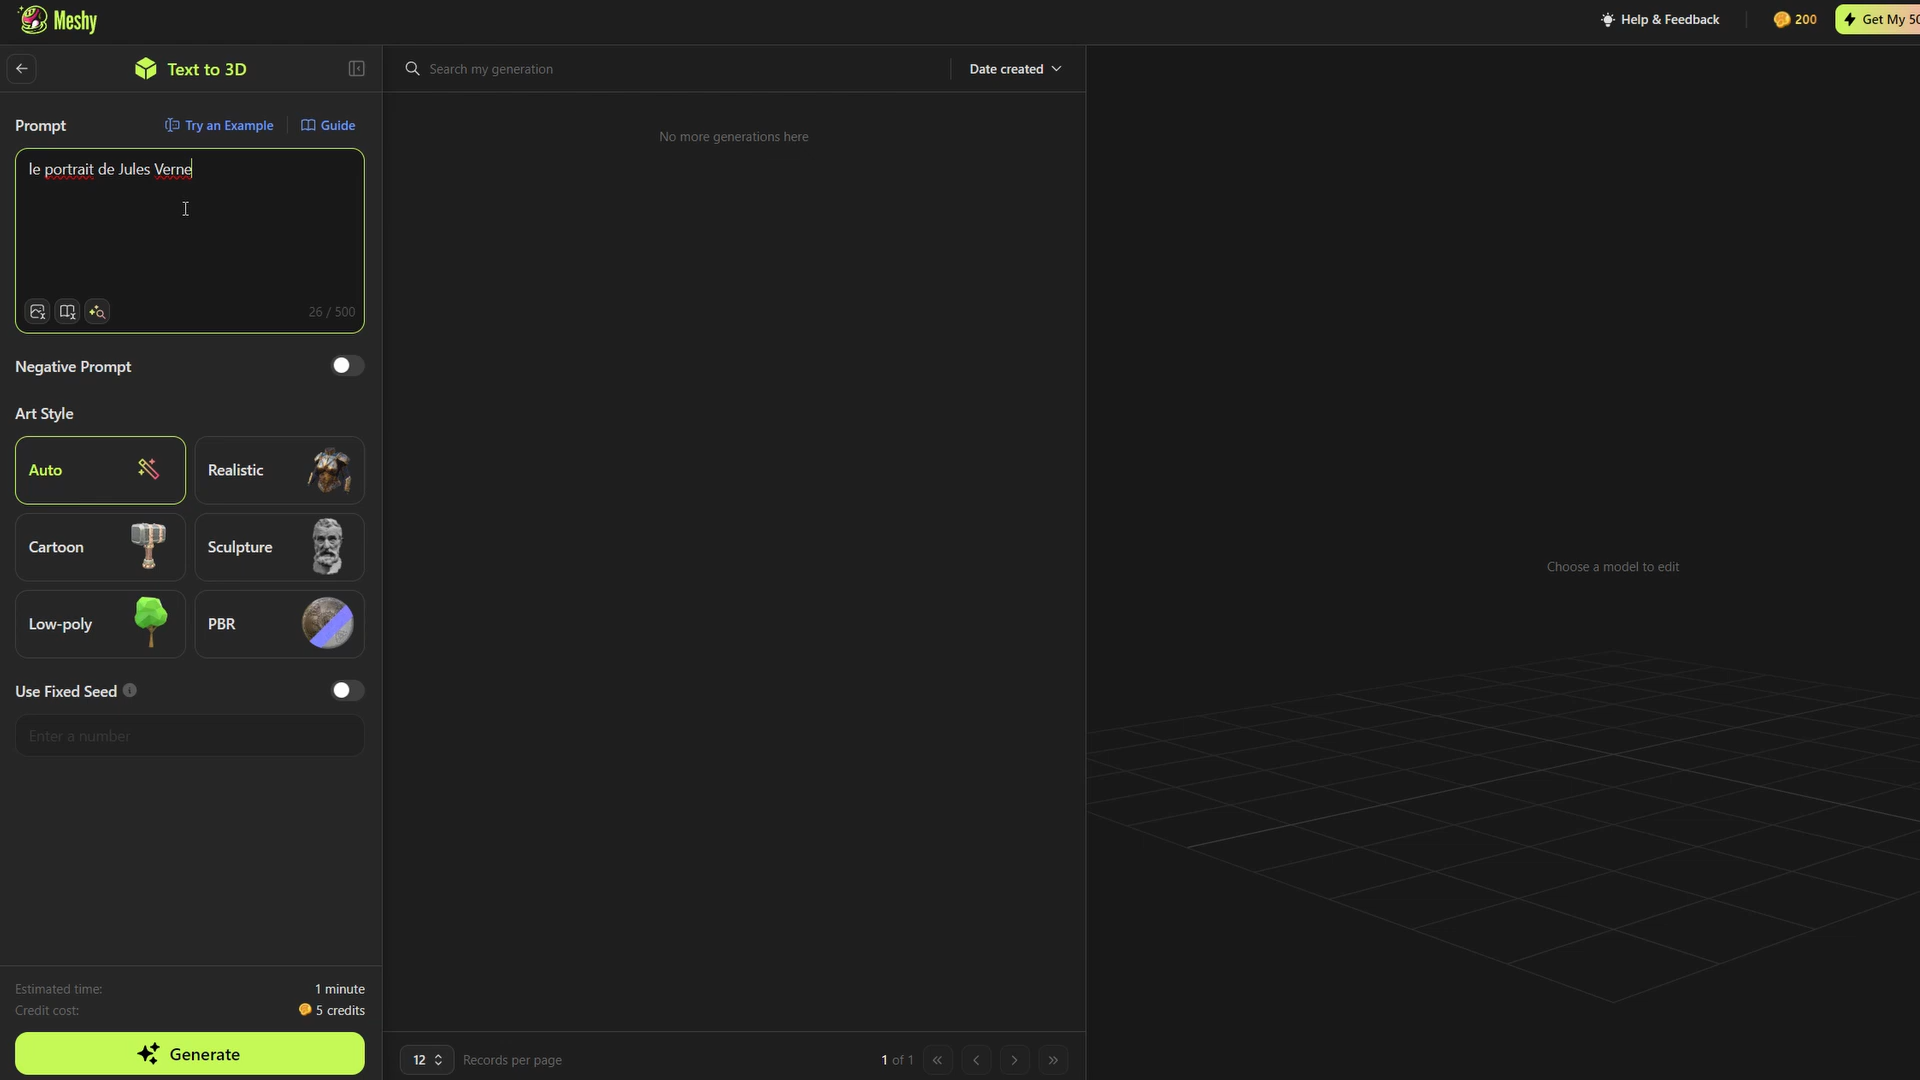 Meshy
Help & Feedback
200
Get My 50
Text to 3D
Search my generation
Date created
Prompt
Try an Example
Guide
No more generations here
le portrait de Jules Verne
26 / 500
Negative Prompt
Art Style
Auto
Realistic
Cartoon
Sculpture
Low-poly
PBR
Choose a model to edit
Use Fixed Seed
Enter a number
Estimated time:
1 minute
Credit cost:
5 credits
Generate
12
Records per page
1 of 1